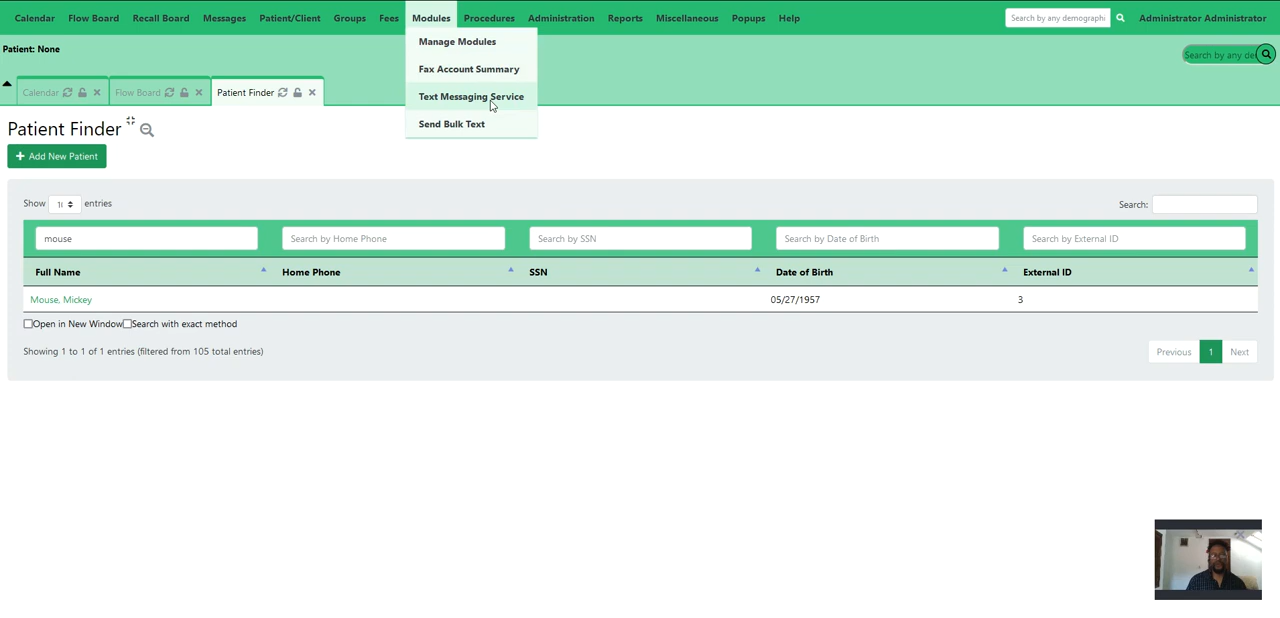 Calendar Flow Board Recall Board Messages Patient/Client Groups Fees Modules Procedures Administration Reports Miscellaneous Popups Help Search by any demographi Administrator Administrator
Manage Modules
Fax Account Summary
Text Messaging Service
Send Bulk Text
Patient: None
Search by any de
Calendar Flow Board Patient Finder
Patient Finder
Add New Patient
Show entries
Search:
mouse Search by Home Phone Search by SSN Search by Date of Birth Search by External ID
Full Name Home Phone SSN Date of Birth External ID
Mouse, Mickey 05/27/1957 3
Open in New Window Search with exact method
Showing 1 to 1 of 1 entries (filtered from 105 total entries)
Previous 1 Next